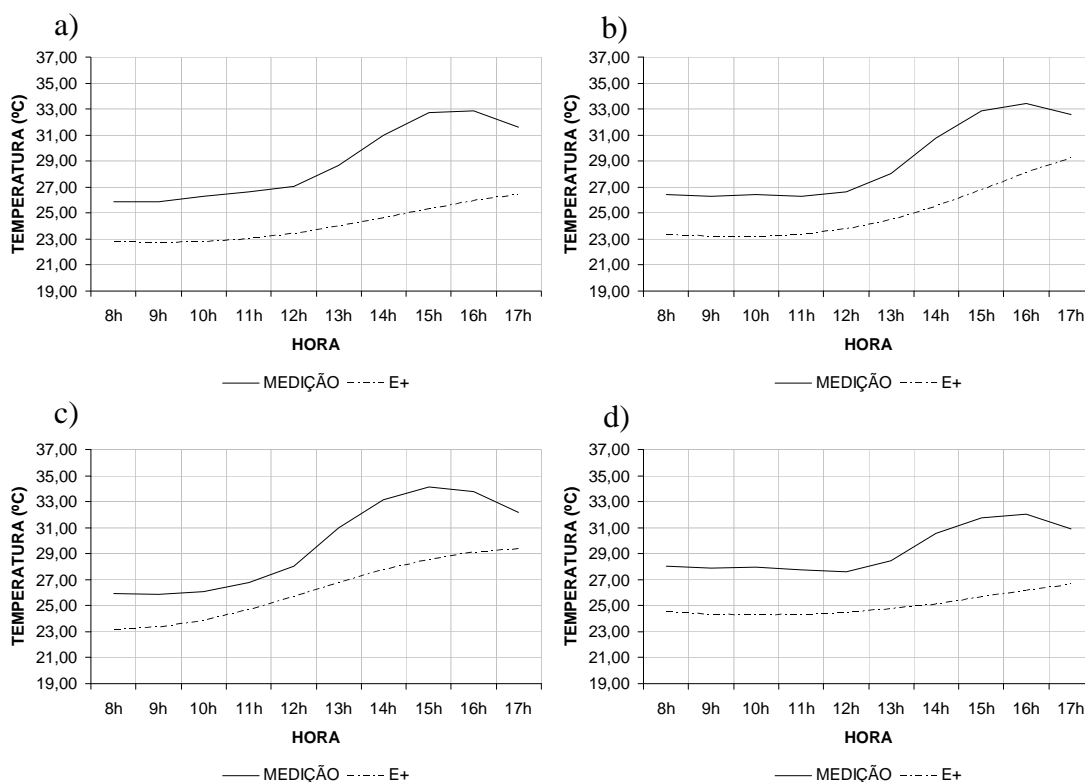 a)
37,00
35,00
33,00
31,00
29,00
27,00
25,00
23,00
21,00
19,00
TEMPERATURA (ºC)
8h 9h 10h 11h 12h 13h 14h 15h 16h 17h
HORA
MEDIÇÃO E+
b)
37,00
35,00
33,00
31,00
29,00
27,00
25,00
23,00
21,00
19,00
TEMPERATURA (ºC)
8h 9h 10h 11h 12h 13h 14h 15h 16h 17h
HORA
MEDIÇÃO E+
c)
37,00
35,00
33,00
31,00
29,00
27,00
25,00
23,00
21,00
19,00
TEMPERATURA (ºC)
8h 9h 10h 11h 12h 13h 14h 15h 16h 17h
HORA
MEDIÇÃO E+
d)
37,00
35,00
33,00
31,00
29,00
27,00
25,00
23,00
21,00
19,00
TEMPERATURA (ºC)
8h 9h 10h 11h 12h 13h 14h 15h 16h 17h
HORA
MEDIÇÃO E+